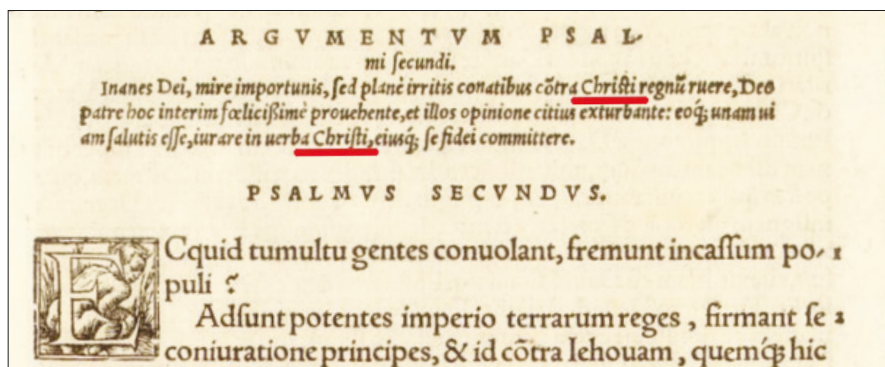 ARGVMENTVM PSAL-
mi ſecundi.
Inanes Dei, mire importunis, ſed planè irritis conatibus cõtra Chriſti regnũ ruere, Deo
patre hoc interim fœliciſſimè prouehente, et illos opinione citius exturbante: eoq́; unam ui
am ſalutis eſſe, iurare in uerba Chriſti, eiusq́; ſe fidei committere.
PSALMVS SECVNDVS.
ECquid tumultu gentes conuolant, fremunt incaſſum po- 1
puli ?
Adſunt potentes imperio terrarum reges, firmant ſe 2
coniuratione principes, & id cõtra Iehouam, quemq́; hic